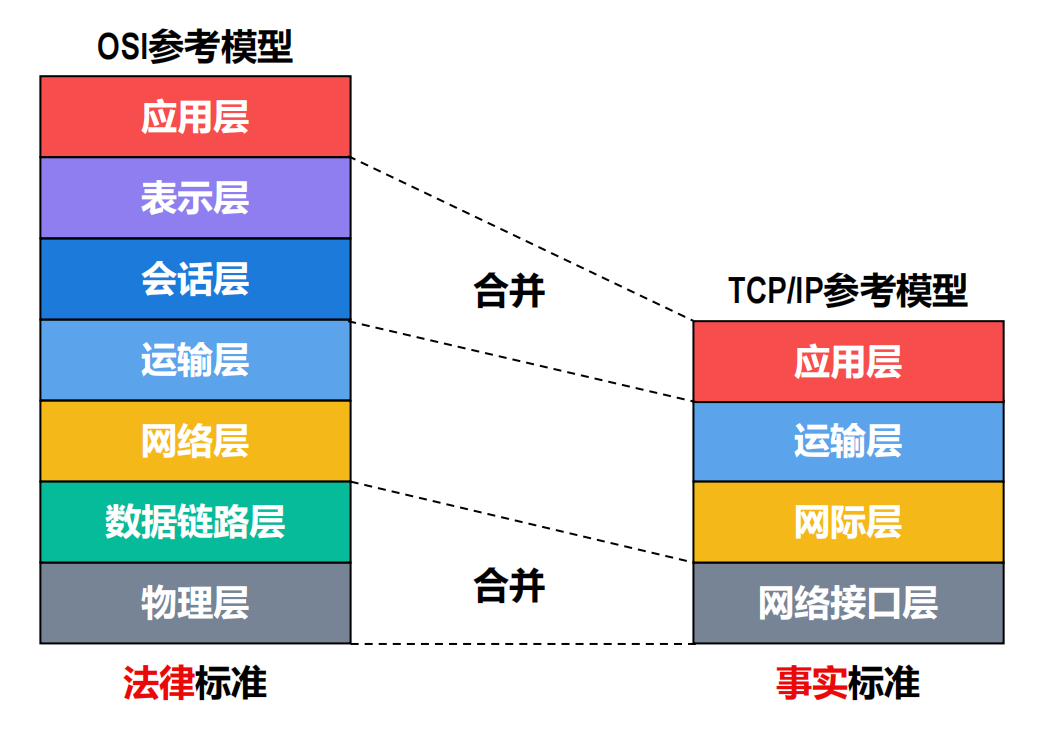 OSI参考模型
应用层
表示层
会话层
运输层
网络层
数据链路层
物理层
法律标准
合并
合并
TCP/IP参考模型
应用层
运输层
网际层
网络接口层
事实标准